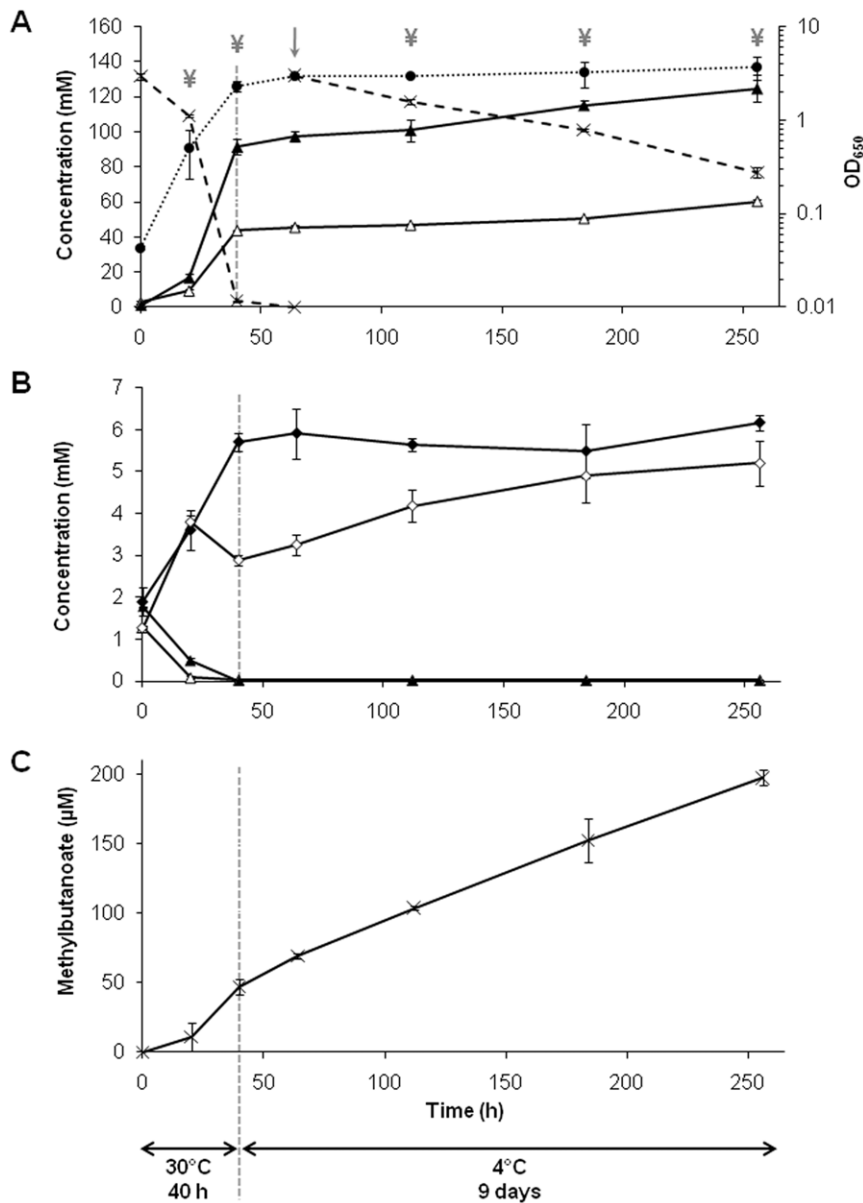 A
¥ ¥ ↓ ¥ ¥ ¥
Concentration (mM)
160
140
120
100
80
60
40
20
0
10
1
0.1
0.01
OD650
0 50 100 150 200 250
B
Concentration (mM)
7
6
5
4
3
2
1
0
0 50 100 150 200 250
C
Methylbutanoate (µM)
200
150
100
50
0
0 50 100 150 200 250
Time (h)
30°C 4°C
40 h 9 days